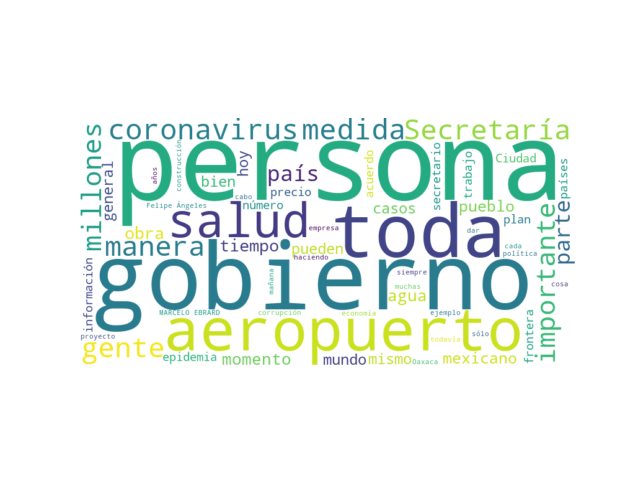 coronavirus medida Secretaría
persona
millones
general
años
construcción
hoy
bien
cabo
número
país
precio
Felipe Ángeles
salud
toda
casos
acuerdo
secretario
trabajo
Ciudad
pueblo
plan
países
parte
importante
obra
manera
tiempo
empresa
pueden
haciendo
dar
cada
política
gobierno
información
mañana
siempre
muchas
agua
cosa
MARCELO EBRARD
corrupción
economía
ejemplo
aeropuerto
proyecto
gente
epidemia
momento
mundo
mismo
Oaxaca
todavía
sólo
mexicano
frontera